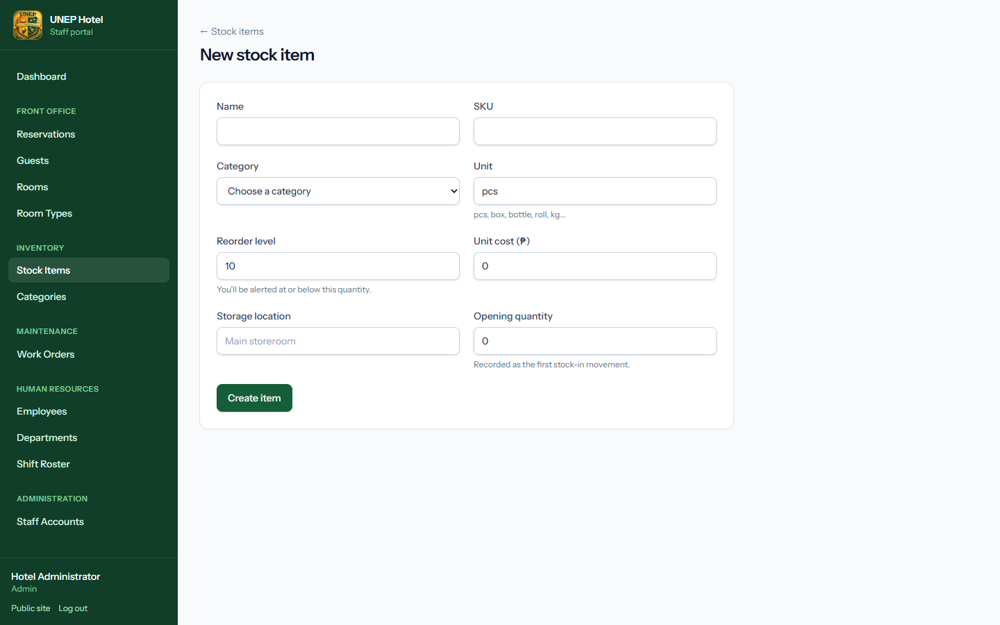 UNEP
UNEP Hotel
Staff portal
Dashboard
FRONT OFFICE
Reservations
Guests
Rooms
Room Types
INVENTORY
Stock Items
Categories
MAINTENANCE
Work Orders
HUMAN RESOURCES
Employees
Departments
Shift Roster
ADMINISTRATION
Staff Accounts
Hotel Administrator
Admin
Public site Log out
← Stock items
New stock item
Name SKU
Category Unit
Choose a category pcs
pcs, box, bottle, roll, kg...
Reorder level Unit cost (₱)
10 0
You'll be alerted at or below this quantity.
Storage location Opening quantity
Main storeroom 0
Recorded as the first stock-in movement.
Create item